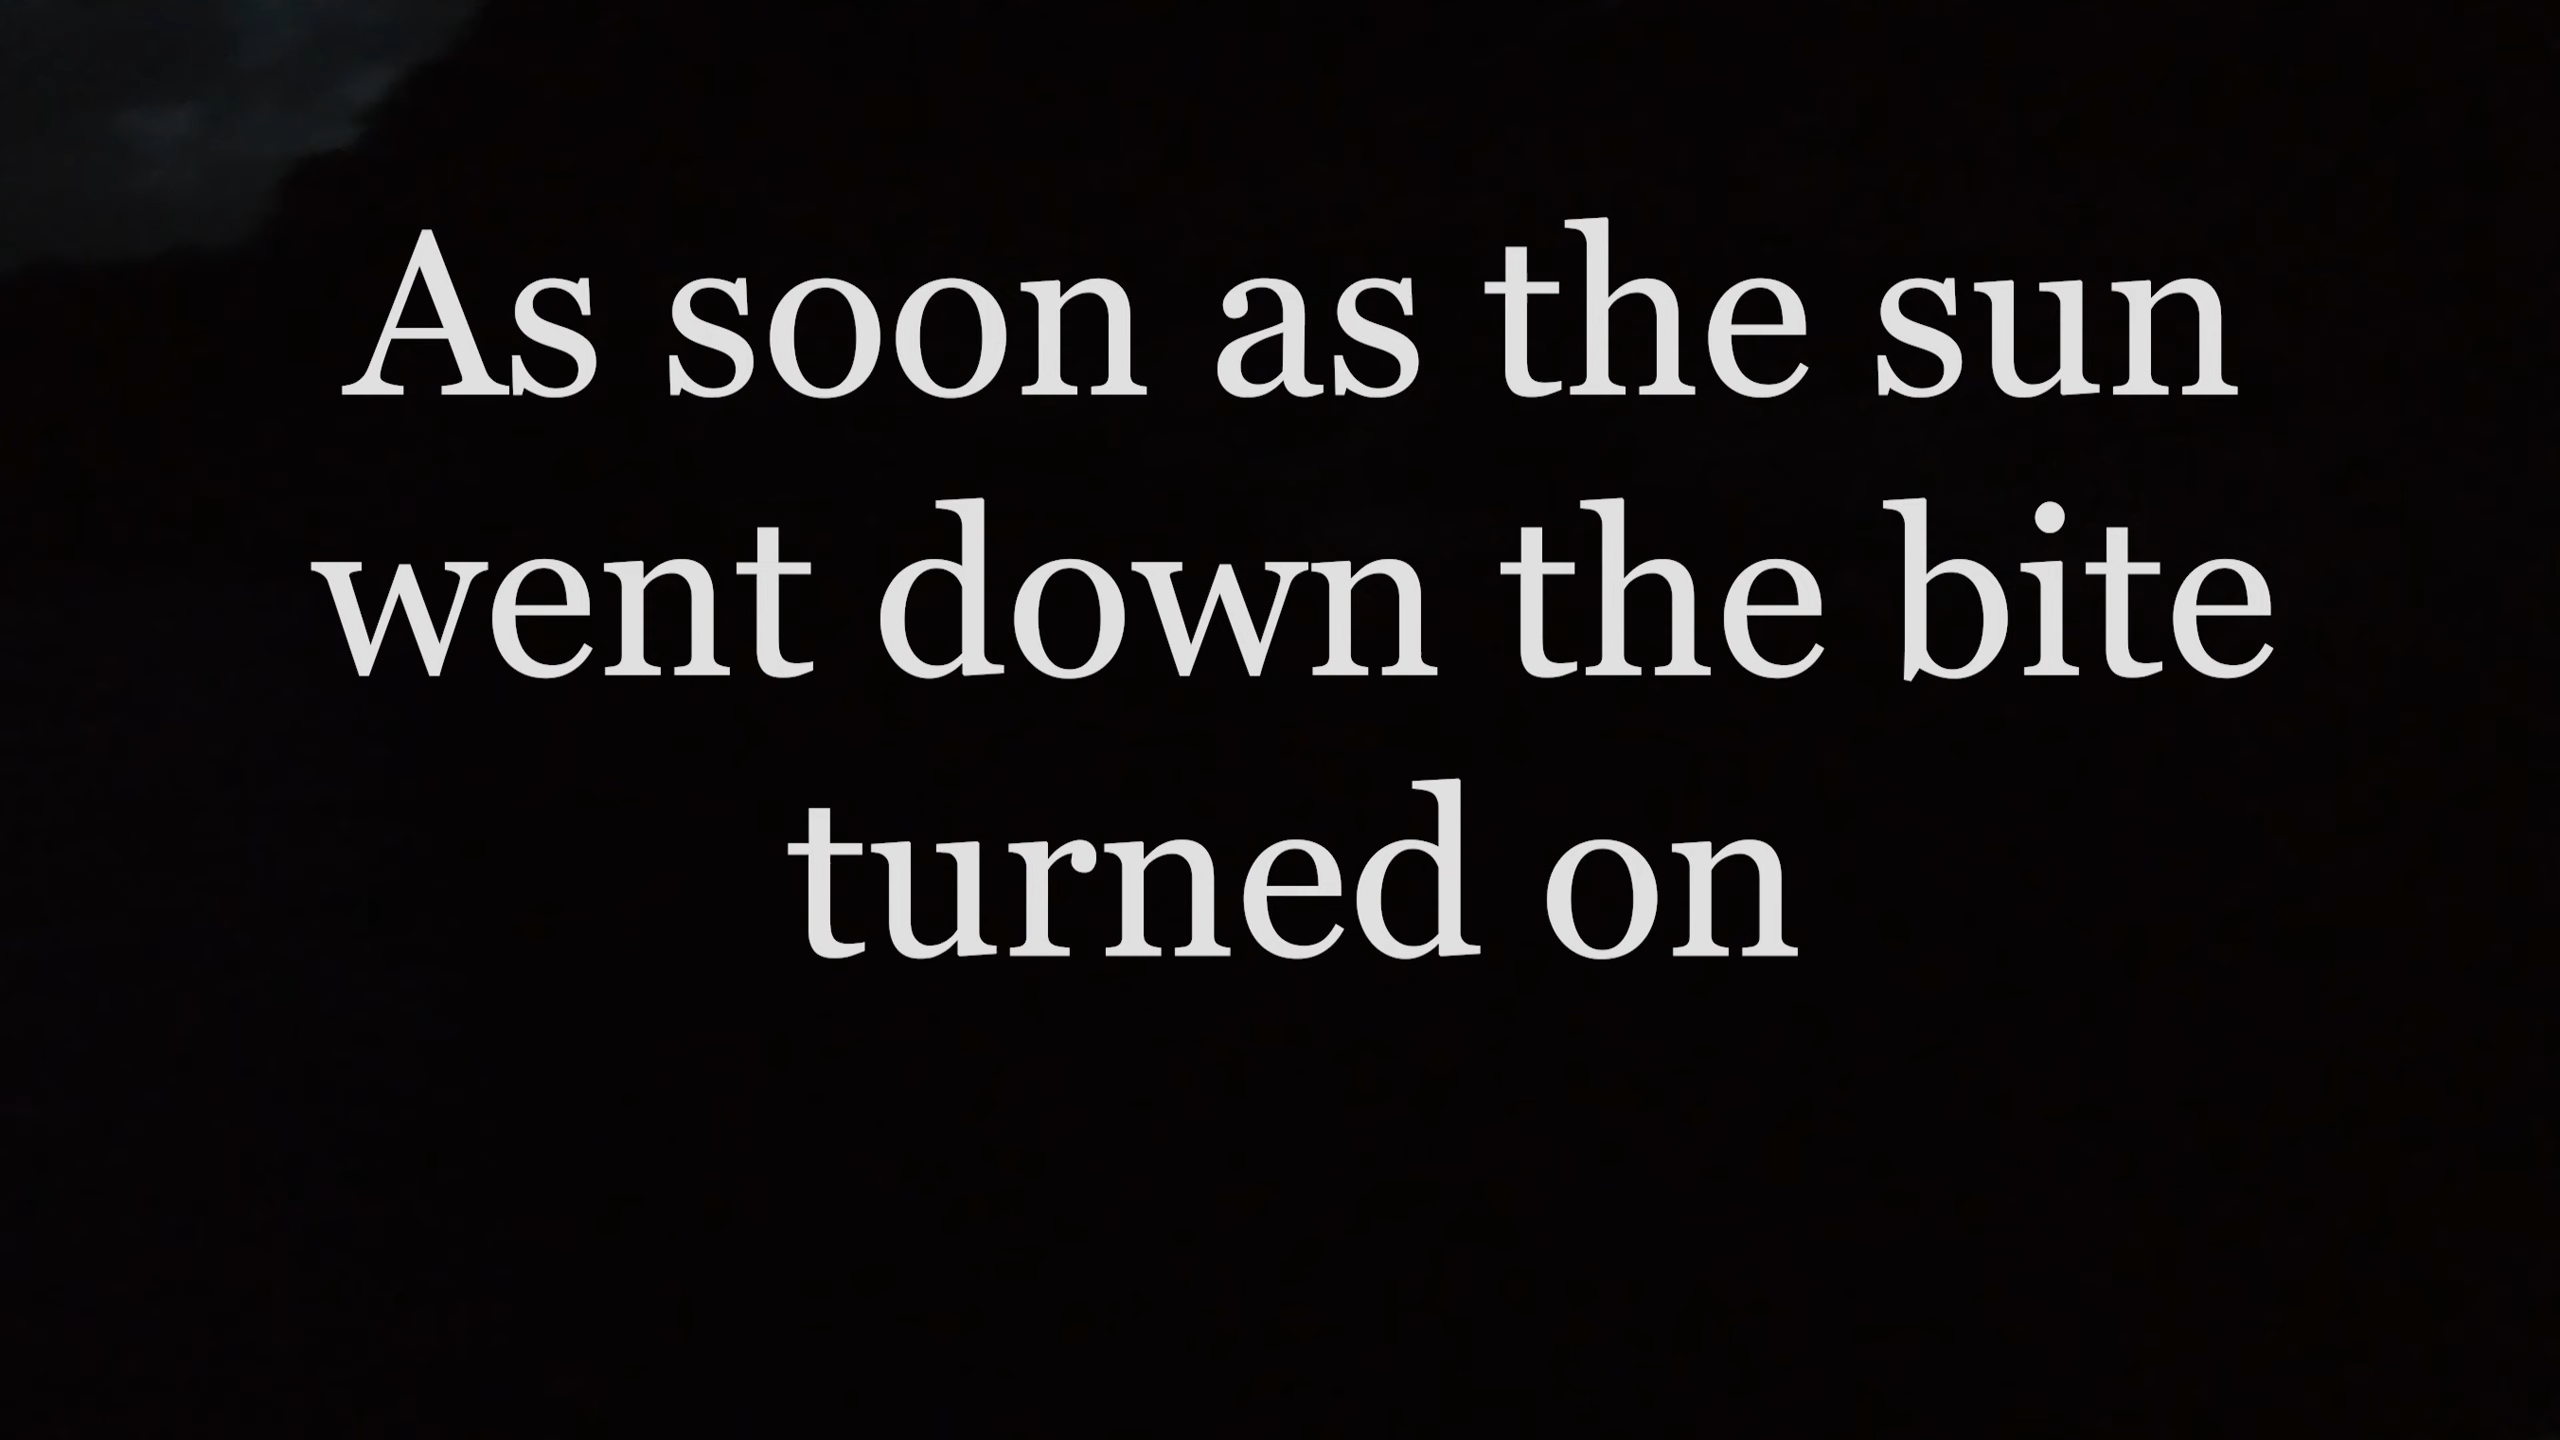 As soon as the sun
went down the bite
turned on